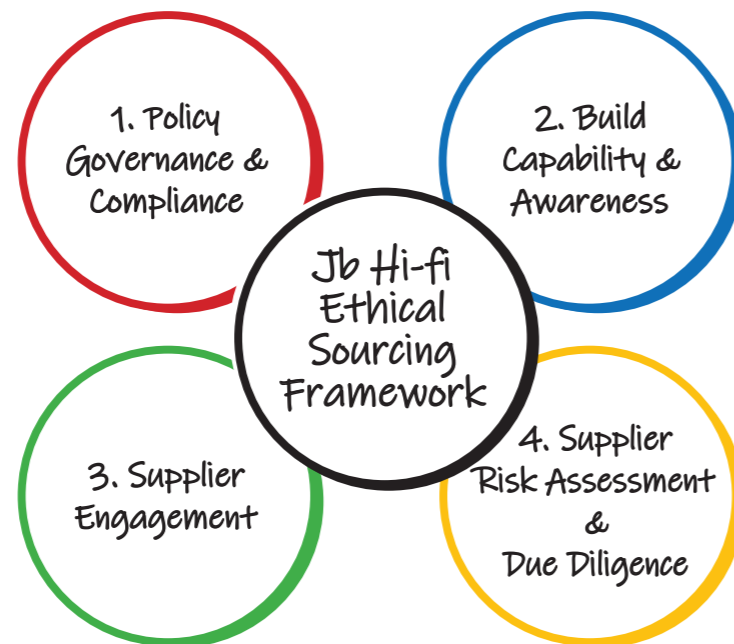 1. Policy
Governance &
Compliance
2. Build
Capability &
Awareness
Jb Hi-fi
Ethical
Sourcing
Framework
3. Supplier
Engagement
4. Supplier
Risk Assessment
&
Due Diligence